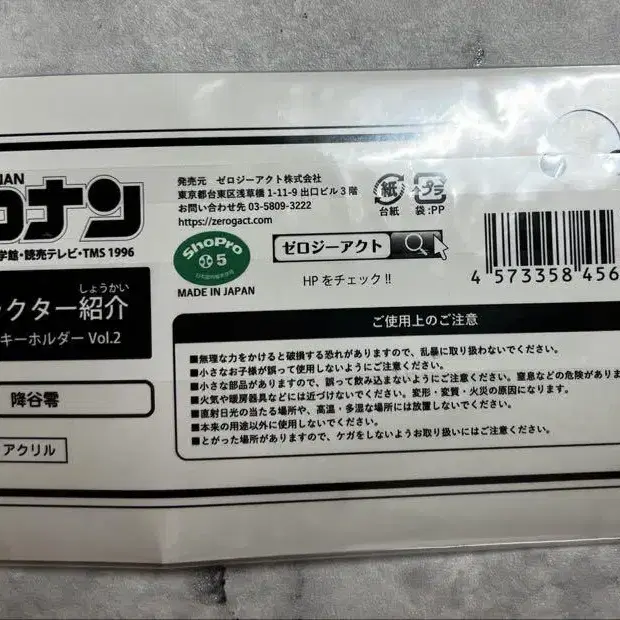 NAN
ロナン
学館・読売テレビ・TMS 1996
しょうかい
クター紹介
キーホルダー Vol.2
降谷零
アクリル
発売元 ゼロジーアクト株式会社
東京都台東区浅草橋 1-11-9 出口ビル 3 階
お問い合わせ先 03-5809-3222
https://zerogact.com
紙
台紙
プラ
袋:PP
ShoPro
小 5
MADE IN JAPAN
ゼロジーアクト
HP をチェック !!
4 573358 456
ご使用上のご注意
■無理な力をかけると破損する恐れがありますので、乱暴に取り扱わないでください。
■小さなお子様が誤って使用しないようにご注意ください。
■小さな部品がありますので、誤って飲み込まないようにご注意ください。窒息などの危険がありま
■火気や暖房器具などには近づけないでください。変形・変質・火災の原因になります。
■直射日光の当たる場所や、高温・多湿な場所には放置しないでください。
■本来の用途以外に使用しないでください。
■とがった場所がありますので、ケガをしないようお取り扱いにはご注意ください。